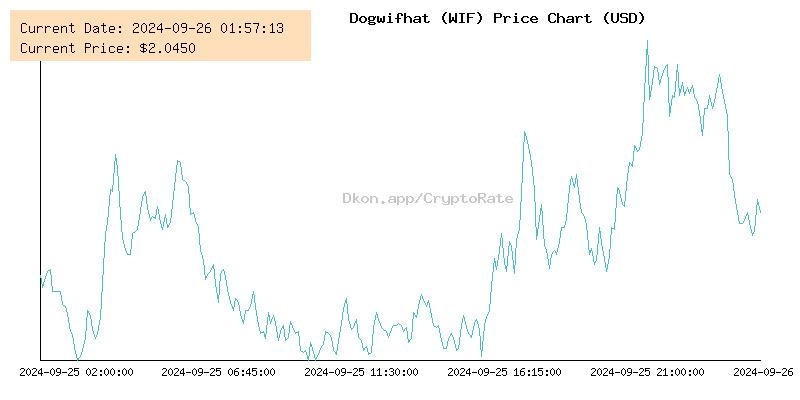 Dogwifhat (WIF) Price Chart (USD)
Current Date: 2024-09-26 01:57:13
Current Price: $2.0450
Dkon.app/CryptoRate
2024-09-25 02:00:00 2024-09-25 06:45:00 2024-09-25 11:30:00 2024-09-25 16:15:00 2024-09-25 21:00:00 2024-09-26